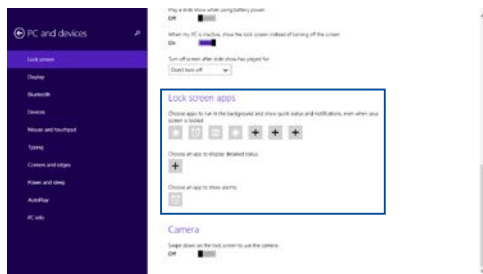 Play a slide show when using battery power
Off
PC and devices
When my PC is inactive, show the lock screen instead of turning off the screen
On
Lock screen
Turn off screen after slide show has played for
Don't turn off
Display
Bluetooth
Lock screen apps
Devices
Choose apps to run in the background and show quick status and notifications, even when your
screen is locked
Mouse and touchpad
Typing
Corners and edges
Choose an app to display detailed status
Power and sleep
AutoPlay
Choose an app to show alarms
PC info
Camera
Swipe down on the lock screen to use the camera
Off